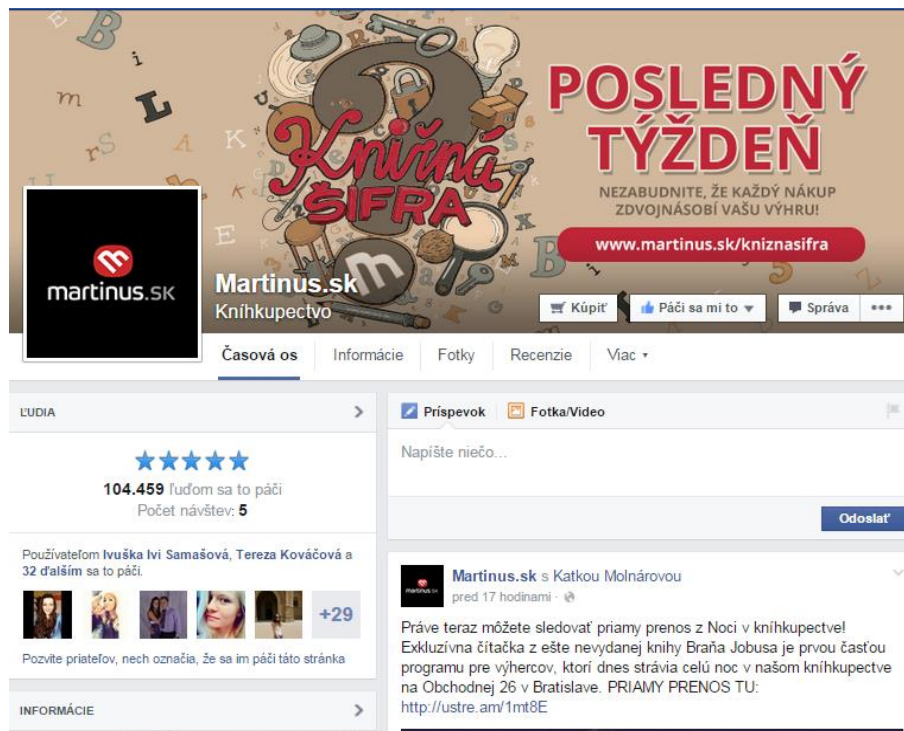 Knižná
ŠIFRA
POSLEDNÝ
TÝŽDEŇ
NEZABUDNITE, ŽE KAŽDÝ NÁKUP
ZDVOJNÁSOBÍ VAŠU VÝHRU!
www.martinus.sk/kniznasifra
martinus.sk
Martinus.sk
Kníhkupectvo
Kúpiť
Páči sa mi to
Správa
Časová os
Informácie
Fotky
Recenzie
Viac
ĽUDIA
104.459 ľuďom sa to páči
Počet návštev: 5
Používateľom Ivuška Ivi Samašová, Tereza Kováčová a
32 ďalším sa to páči.
+29
Pozvite priateľov, nech označia, že sa im páči táto stránka
INFORMÁCIE
Príspevok
Fotka/Video
Napíšte niečo...
Odoslať
Martinus.sk s Katkou Molnárovou
pred 17 hodinami ·
Práve teraz môžete sledovať priamy prenos z Noci v kníhkupectve!
Exkluzívna čítačka z ešte nevydanej knihy Braňa Jobusa je prvou časťou
programu pre výhercov, ktorí dnes strávia celú noc v našom kníhkupectve
na Obchodnej 26 v Bratislave. PRIAMY PRENOS TU:
http://ustre.am/1mt8E